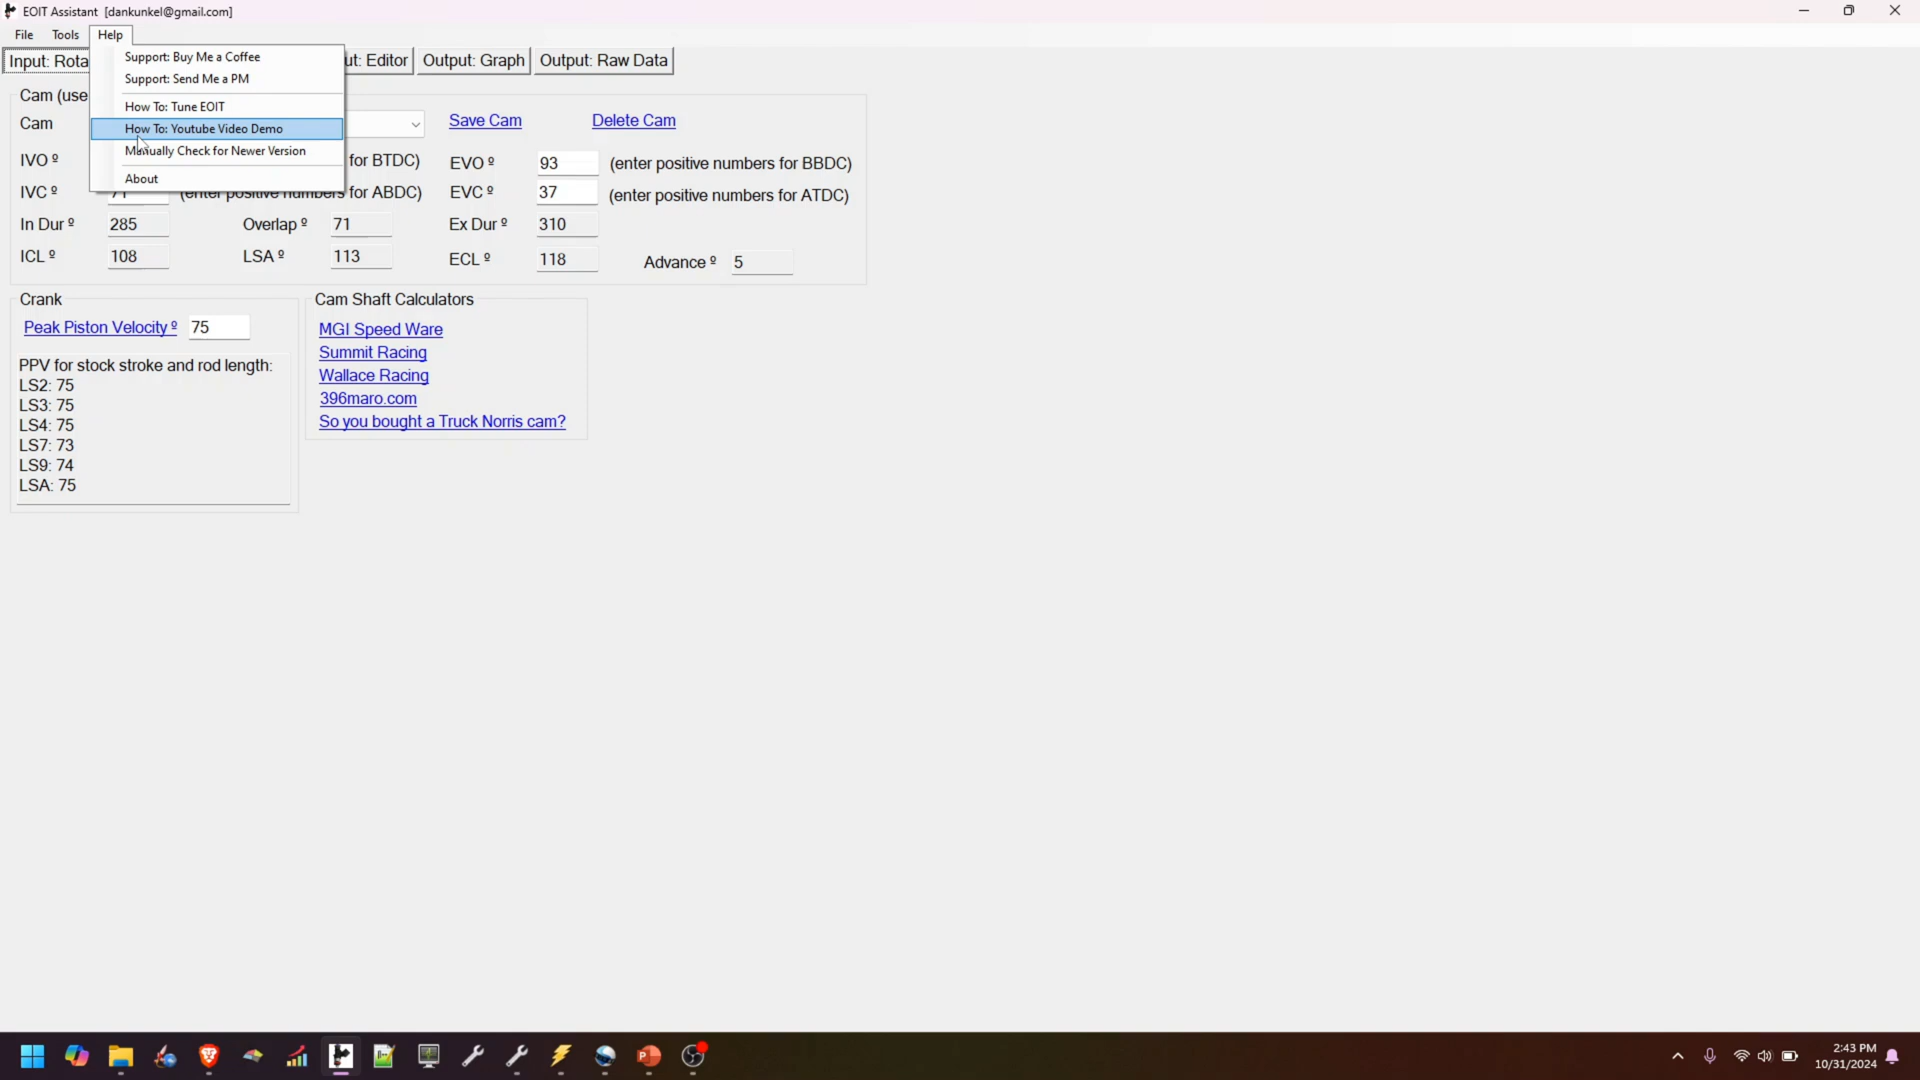 EOIT Assistant [dankunkel@gmail.com]
File Tools Help
Input: Rota ut: Editor Output: Graph Output: Raw Data
Support: Buy Me a Coffee
Support: Send Me a PM
How To: Tune EOIT
How To: Youtube Video Demo
Manually Check for Newer Version
About
Cam (use
Cam Save Cam Delete Cam
IVO º for BTDC) EVO º 93 (enter positive numbers for BBDC)
IVC º 71 (enter positive numbers for ABDC) EVC º 37 (enter positive numbers for ATDC)
In Dur º 285 Overlap º 71 Ex Dur º 310
ICL º 108 LSA º 113 ECL º 118 Advance º 5
Crank
Peak Piston Velocity º 75
PPV for stock stroke and rod length:
LS2: 75
LS3: 75
LS4: 75
LS7: 73
LS9: 74
LSA: 75
Cam Shaft Calculators
MGI Speed Ware
Summit Racing
Wallace Racing
396maro.com
So you bought a Truck Norris cam?
2:43 PM
10/31/2024